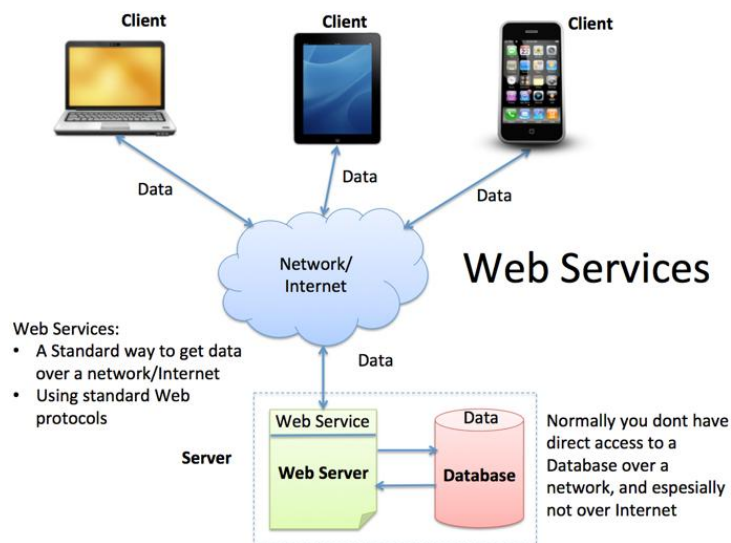 Client
Client
Client
Data
Data
Data
Network/
Internet
Web Services
Web Services:
• A Standard way to get data
over a network/Internet
• Using standard Web
protocols
Data
Server
Web Service
Web Server
Data
Database
Normally you dont have
direct access to a
Database over a
network, and espesially
not over Internet